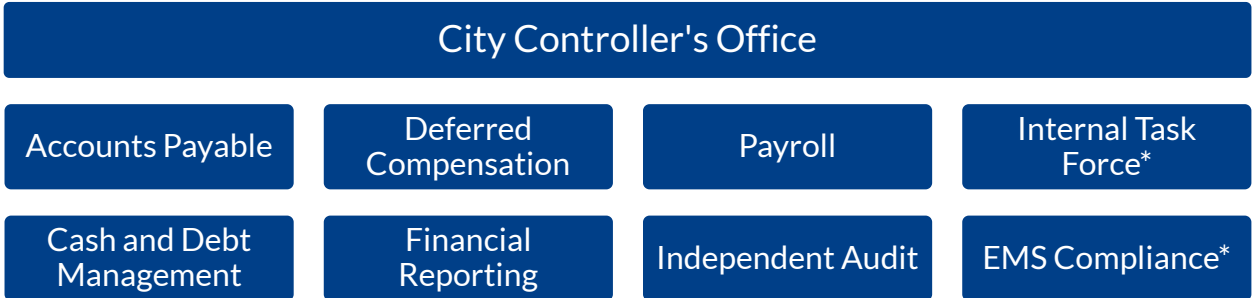 City Controller's Office
Accounts Payable
Deferred
Compensation
Payroll
Internal Task
Force*
Cash and Debt
Management
Financial
Reporting
Independent Audit
EMS Compliance*